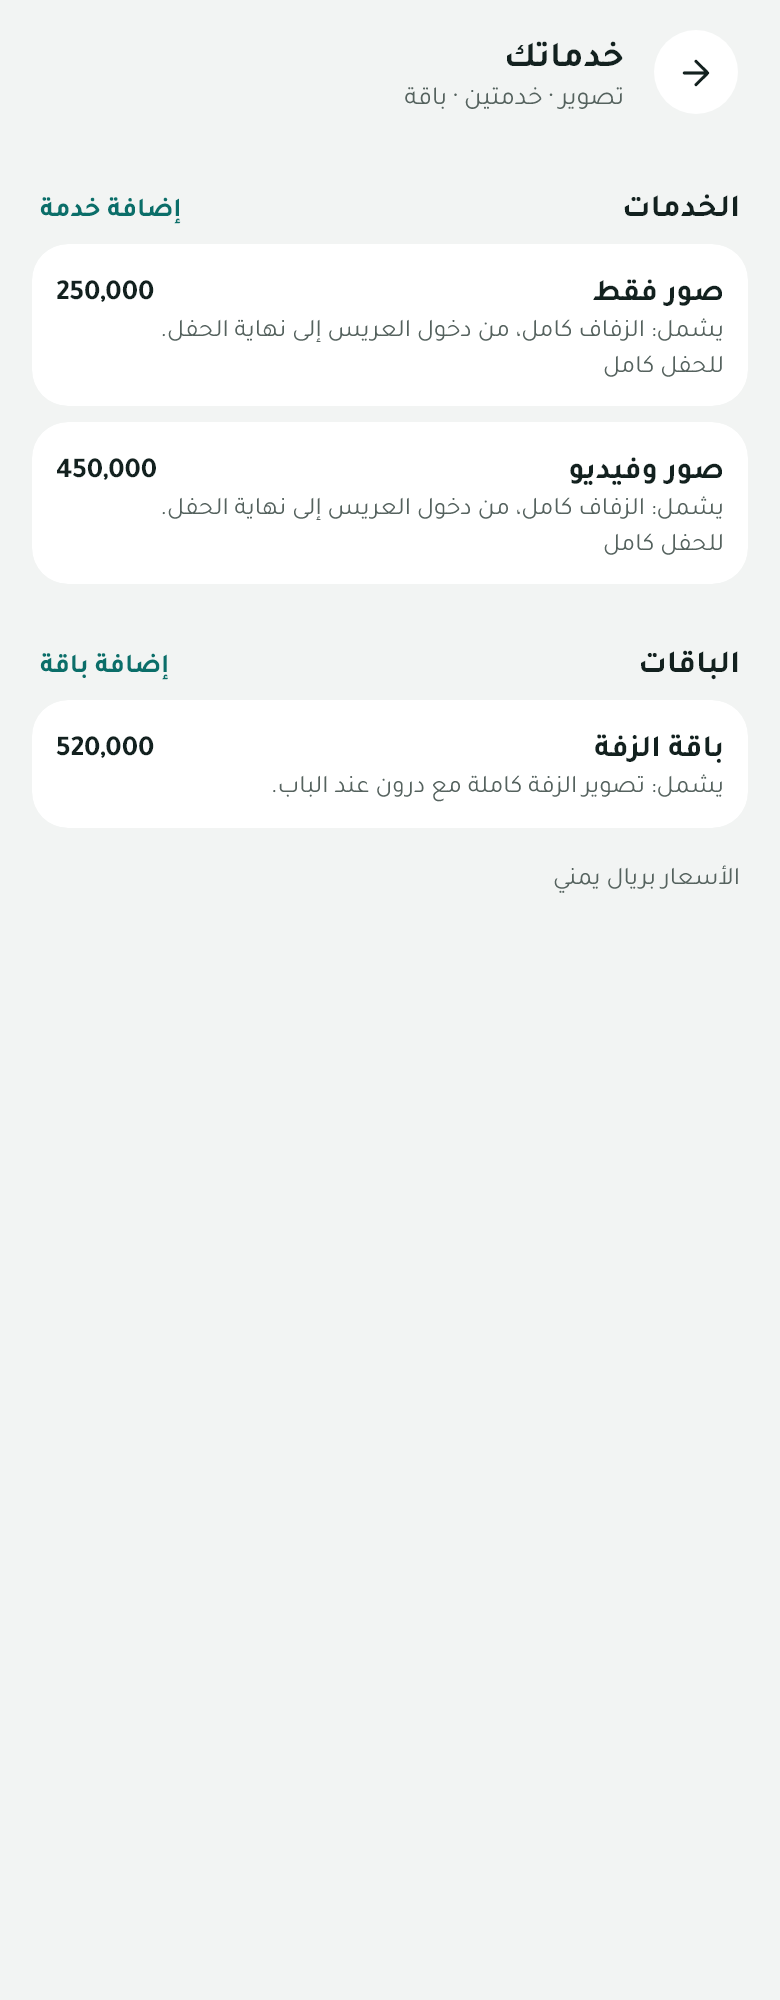 خدماتك
تصوير · خدمتين · باقة
الخدمات
إضافة خدمة
صور فقط
250,000
يشمل: الزفاف كامل، من دخول العريس إلى نهاية الحفل.
للحفل كامل
صور وفيديو
450,000
يشمل: الزفاف كامل، من دخول العريس إلى نهاية الحفل.
للحفل كامل
الباقات
إضافة باقة
باقة الزفة
520,000
يشمل: تصوير الزفة كاملة مع درون عند الباب.
الأسعار بريال يمني